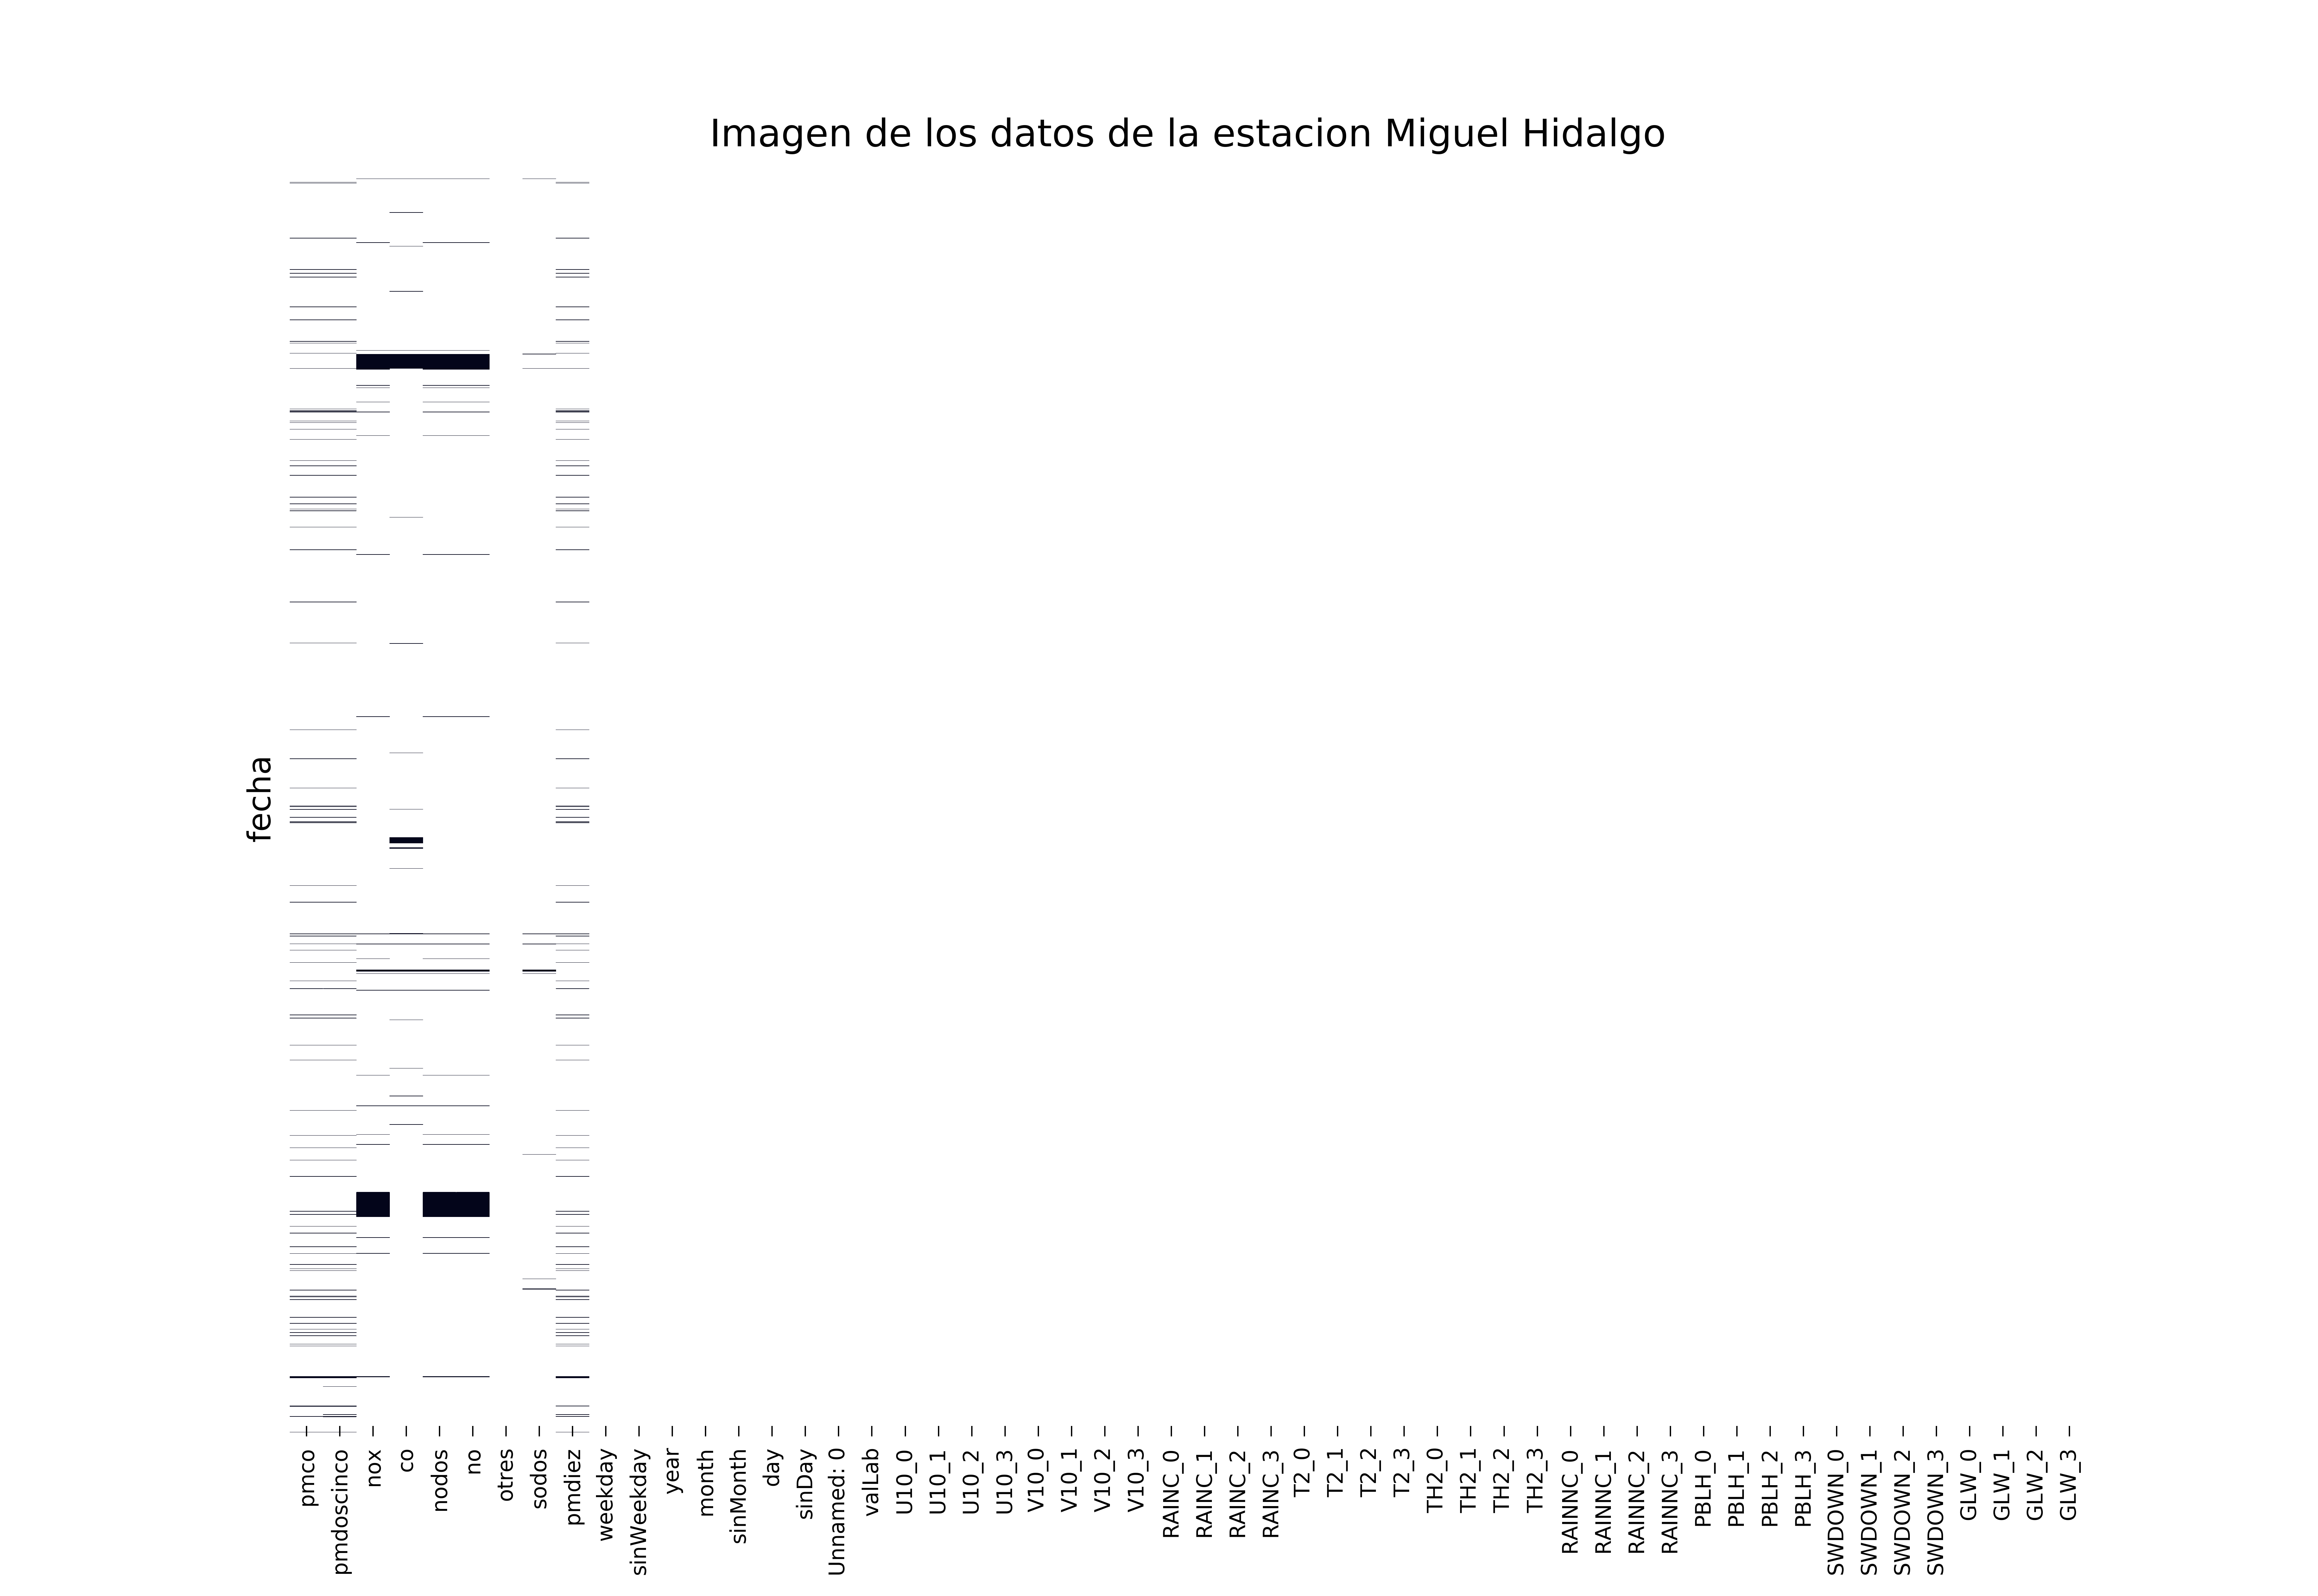 Imagen de los datos de la estacion Miguel Hidalgo
fecha
pmco
pmdoscinco
nox
co
nodos
no
otres
sodos
pmdiez
weekday
sinWeekday
year
month
sinMonth
day
sinDay
Unnamed: 0
valLab
U10_0
U10_1
U10_2
U10_3
V10_0
V10_1
V10_2
V10_3
RAINC_0
RAINC_1
RAINC_2
RAINC_3
T2_0
T2_1
T2_2
T2_3
TH2_0
TH2_1
TH2_2
TH2_3
RAINNC_0
RAINNC_1
RAINNC_2
RAINNC_3
PBLH_0
PBLH_1
PBLH_2
PBLH_3
SWDOWN_0
SWDOWN_1
SWDOWN_2
SWDOWN_3
GLW_0
GLW_1
GLW_2
GLW_3